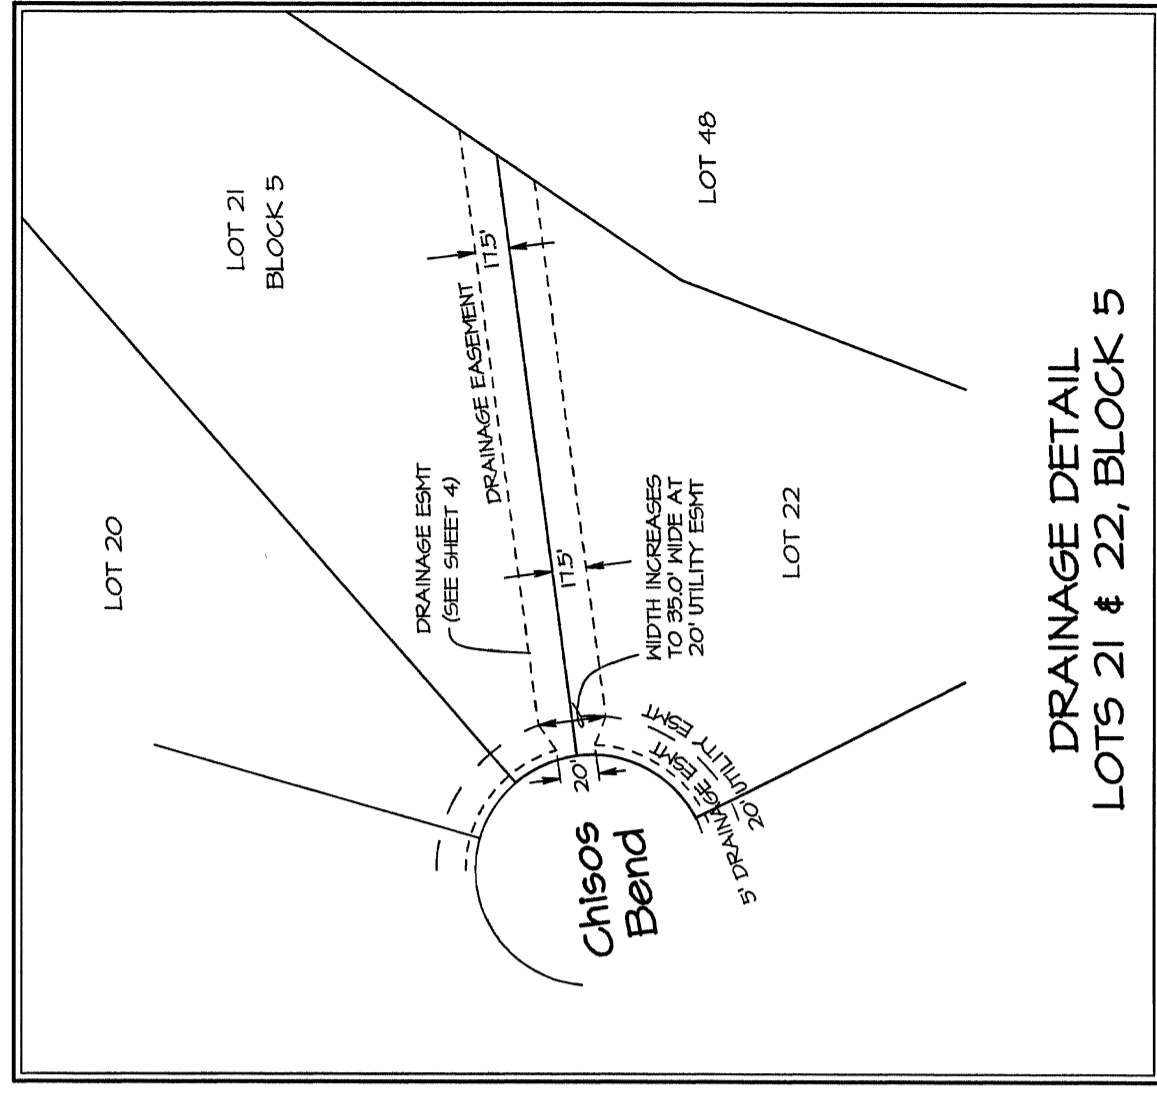 LOT 20
LOT 21
BLOCK 5
LOT 48
DRAINAGE ESMT
(SEE SHEET 4)
DRAINAGE EASEMENT
17.5'
17.5'
WIDTH INCREASES
TO 35.0' WIDE AT
20' UTILITY ESMT
LOT 22
20'
Chisos
Bend
5' DRAINAGE ESMT
20' UTILITY ESMT
DRAINAGE DETAIL
LOTS 21 & 22, BLOCK 5